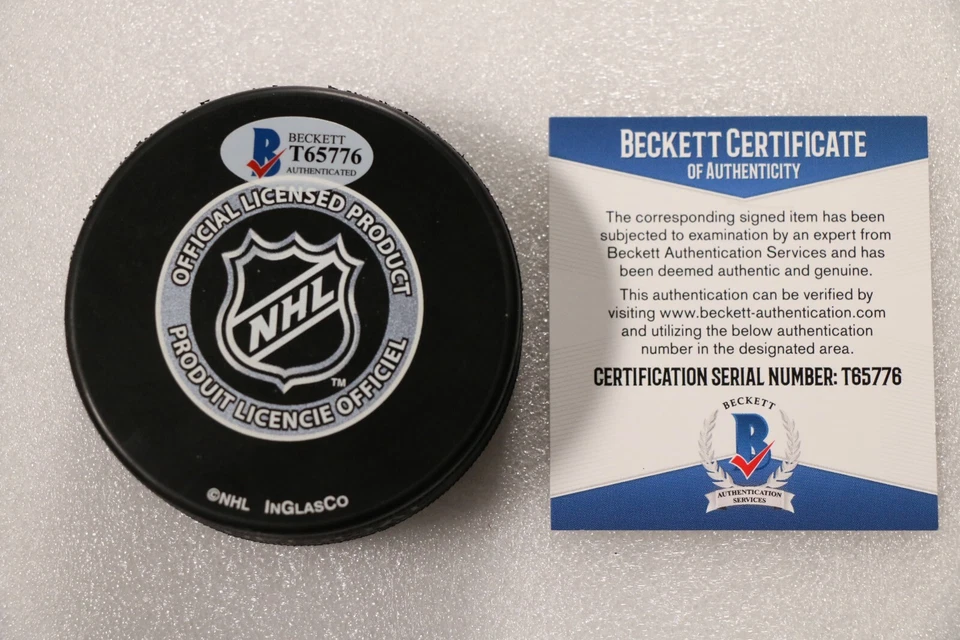 BECKETT
T65776
AUTHENTICATED
OFFICIAL LICENSED PRODUCT
NHL
TM
PRODUIT LICENCIE OFFICIEL
©NHL INGLASCO
BECKETT CERTIFICATE
OF AUTHENTICITY
The corresponding signed item has been
subjected to examination by an expert from
Beckett Authentication Services and has
been deemed authentic and genuine.
This authentication can be verified by
visiting www.beckett-authentication.com
and utilizing the below authentication
number in the designated area.
CERTIFICATION SERIAL NUMBER: T65776
BECKETT
B
AUTHENTICATION
SERVICES